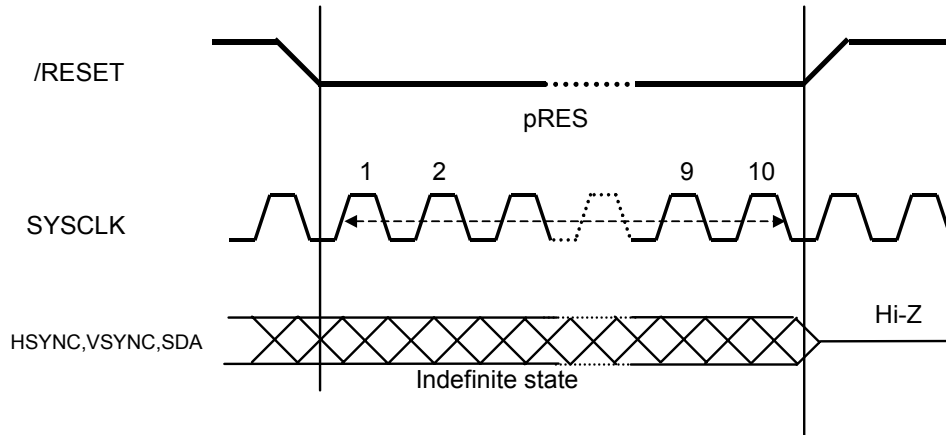 /RESET
pRES
1 2 9 10
SYSCLK
Hi-Z
HSYNC,VSYNC,SDA
Indefinite state